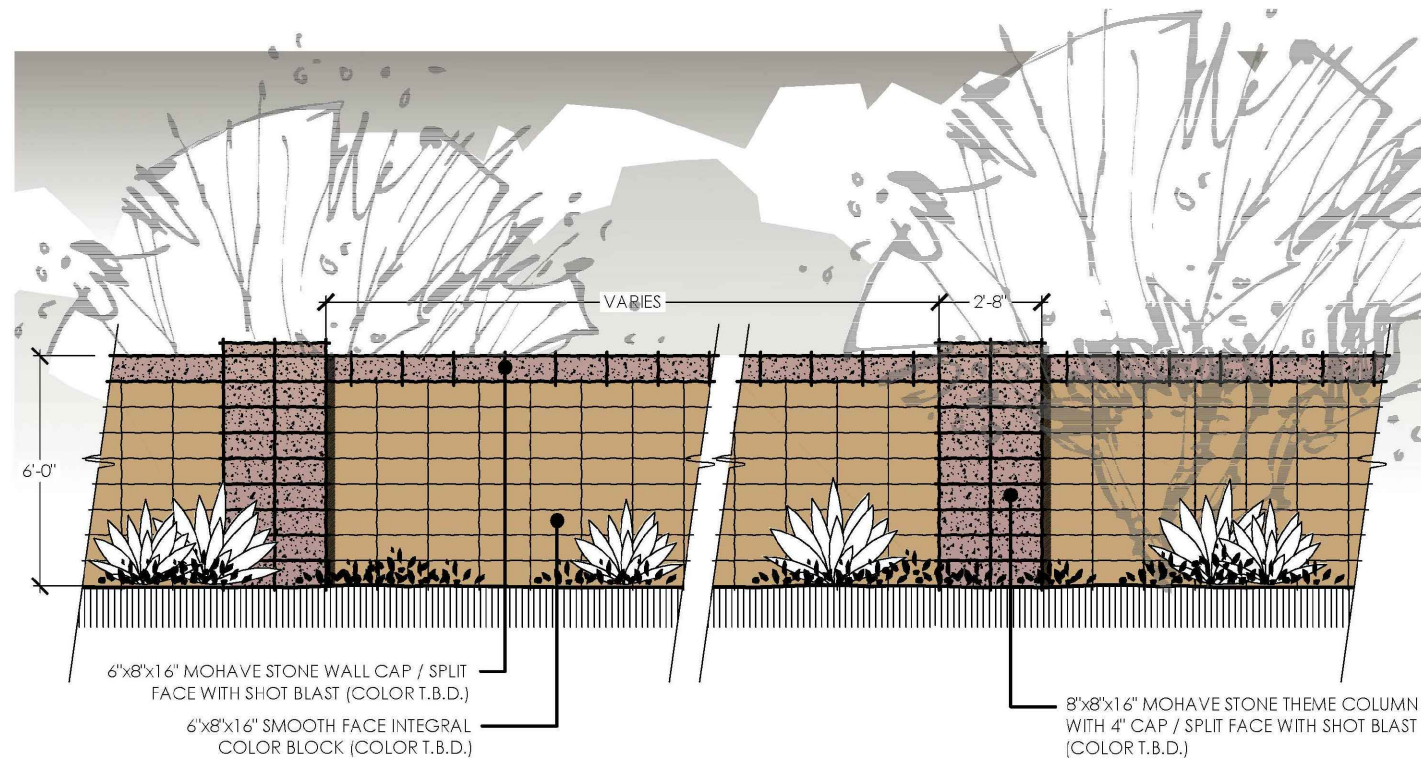 VARIES
2'-8"
6'-0"
6"x8"x16" MOHAVE STONE WALL CAP / SPLIT
FACE WITH SHOT BLAST (COLOR T.B.D.)
6"x8"x16" SMOOTH FACE INTEGRAL
COLOR BLOCK (COLOR T.B.D.)
8"x8"x16" MOHAVE STONE THEME COLUMN
WITH 4" CAP / SPLIT FACE WITH SHOT BLAST
(COLOR T.B.D.)